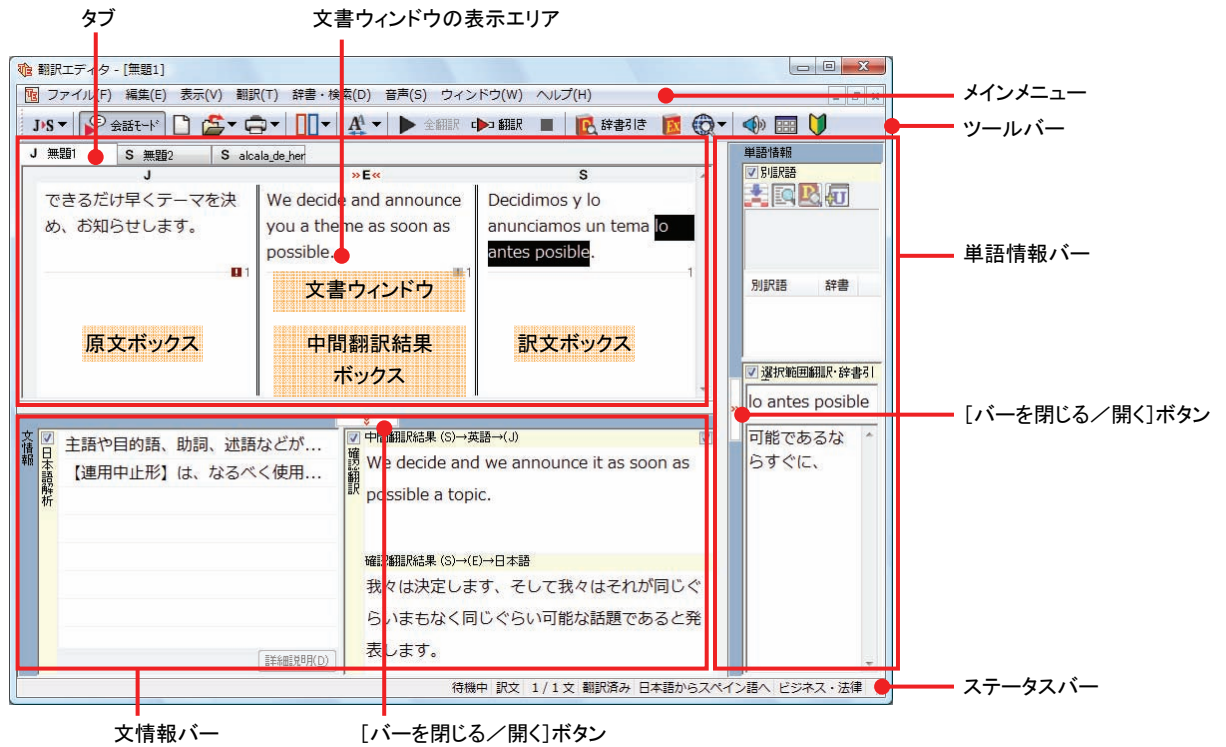 タブ
文書ウィンドウの表示エリア
翻訳エディタ - [無題1]
ファイル(F) 編集(E) 表示(V) 翻訳(T) 辞書・検索(D) 音声(S) ウィンドウ(W) ヘルプ(H)
メインメニュー
J▸S 会話モード 全翻訳 翻訳 辞書引き
ツールバー
J 無題1 S 無題2 S alcala_de_her
単語情報
J »E« S
別訳語
できるだけ早くテーマを決
め、お知らせします。
1
We decide and announce
you a theme as soon as
possible.
1
Decidimos y lo
anunciamos un tema lo
antes posible.
1
単語情報バー
別訳語 辞書
文書ウィンドウ
原文ボックス
中間翻訳結果
ボックス
訳文ボックス
選択範囲翻訳・辞書引
lo antes posible
[バーを閉じる／開く]ボタン
可能であるな
らすぐに、
文情報
日本語解析
主語や目的語、助詞、述語などが...
【連用中止形】は、なるべく使用...
詳細説明(D)
確認翻訳
中間翻訳結果 (S)→英語→(J)
We decide and we announce it as soon as
possible a topic.
確認翻訳結果 (S)→(E)→日本語
我々は決定します、そして我々はそれが同じぐ
らいまもなく同じぐらい可能な話題であると発
表します。
待機中 訳文 1 / 1 文 翻訳済み 日本語からスペイン語へ ビジネス・法律
ステータスバー
文情報バー
[バーを閉じる／開く]ボタン